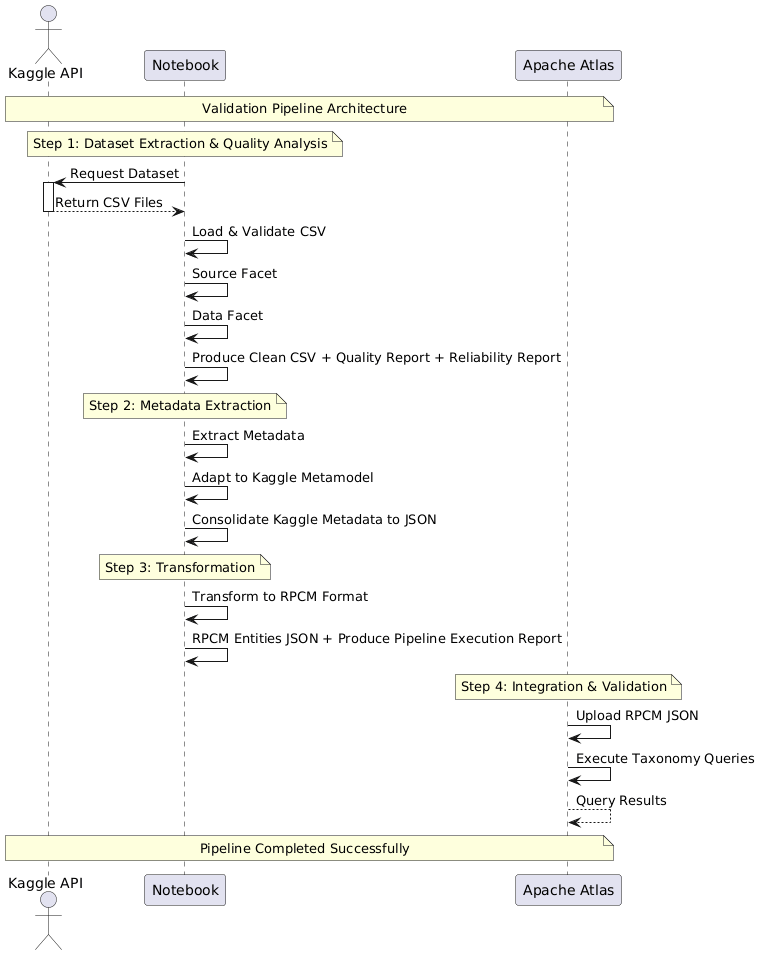 Kaggle API
Notebook
Apache Atlas
Validation Pipeline Architecture
Step 1: Dataset Extraction & Quality Analysis
Request Dataset
Return CSV Files
Load & Validate CSV
Source Facet
Data Facet
Produce Clean CSV + Quality Report + Reliability Report
Step 2: Metadata Extraction
Extract Metadata
Adapt to Kaggle Metamodel
Consolidate Kaggle Metadata to JSON
Step 3: Transformation
Transform to RPCM Format
RPCM Entities JSON + Produce Pipeline Execution Report
Step 4: Integration & Validation
Upload RPCM JSON
Execute Taxonomy Queries
Query Results
Pipeline Completed Successfully
Kaggle API
Notebook
Apache Atlas